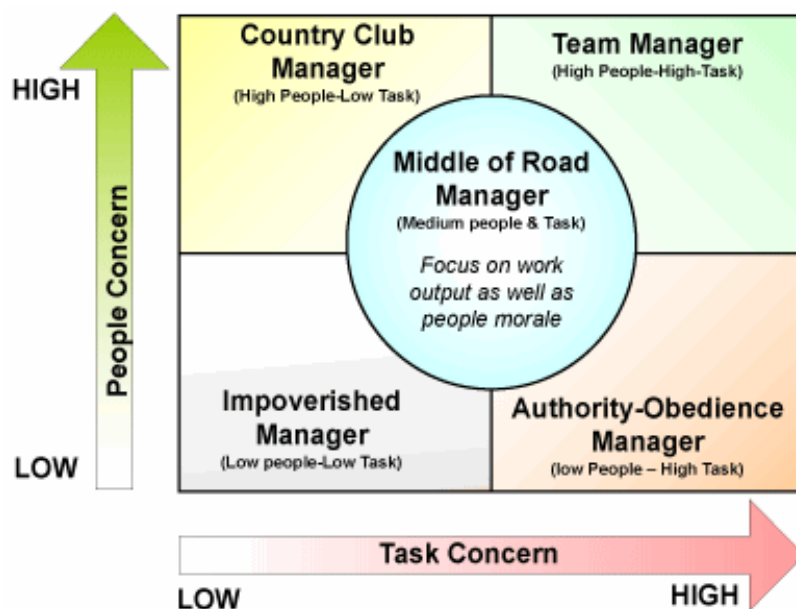 HIGH
People Concern
LOW
Country Club
Manager
(High People-Low Task)
Team Manager
(High People-High-Task)
Middle of Road
Manager
(Medium people & Task)
Focus on work
output as well as
people morale
Impoverished
Manager
(Low people-Low Task)
Authority-Obedience
Manager
(low People – High Task)
Task Concern
LOW
HIGH